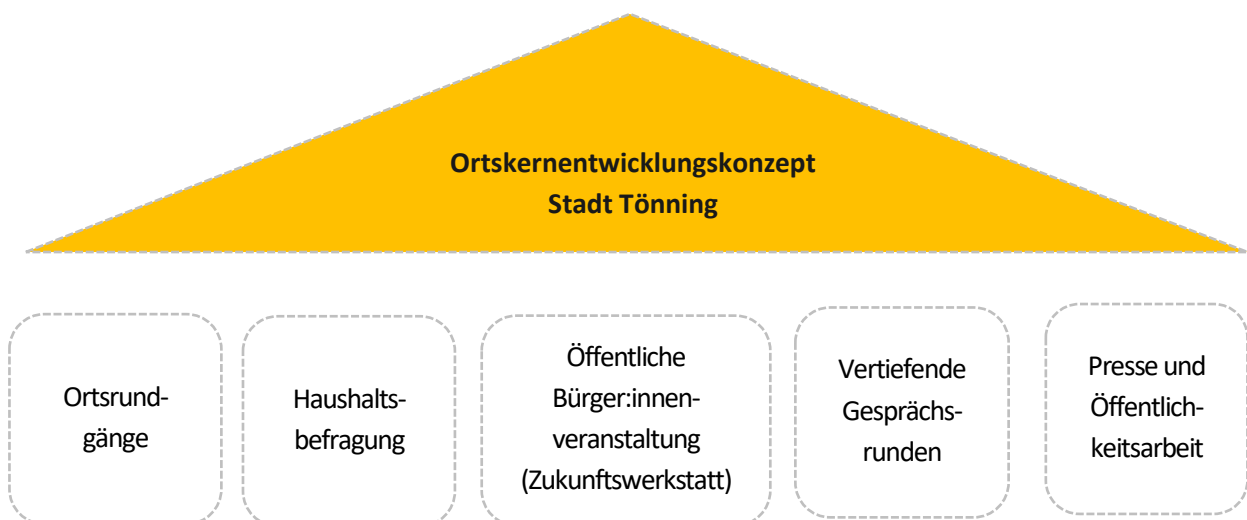 Ortskernentwicklungskonzept
Stadt Tönning
Ortsrund-
gänge
Haushalts-
befragung
Öffentliche
Bürger:innen-
veranstaltung
(Zukunftswerkstatt)
Vertiefende
Gesprächs-
runden
Presse und
Öffentlich-
keitsarbeit